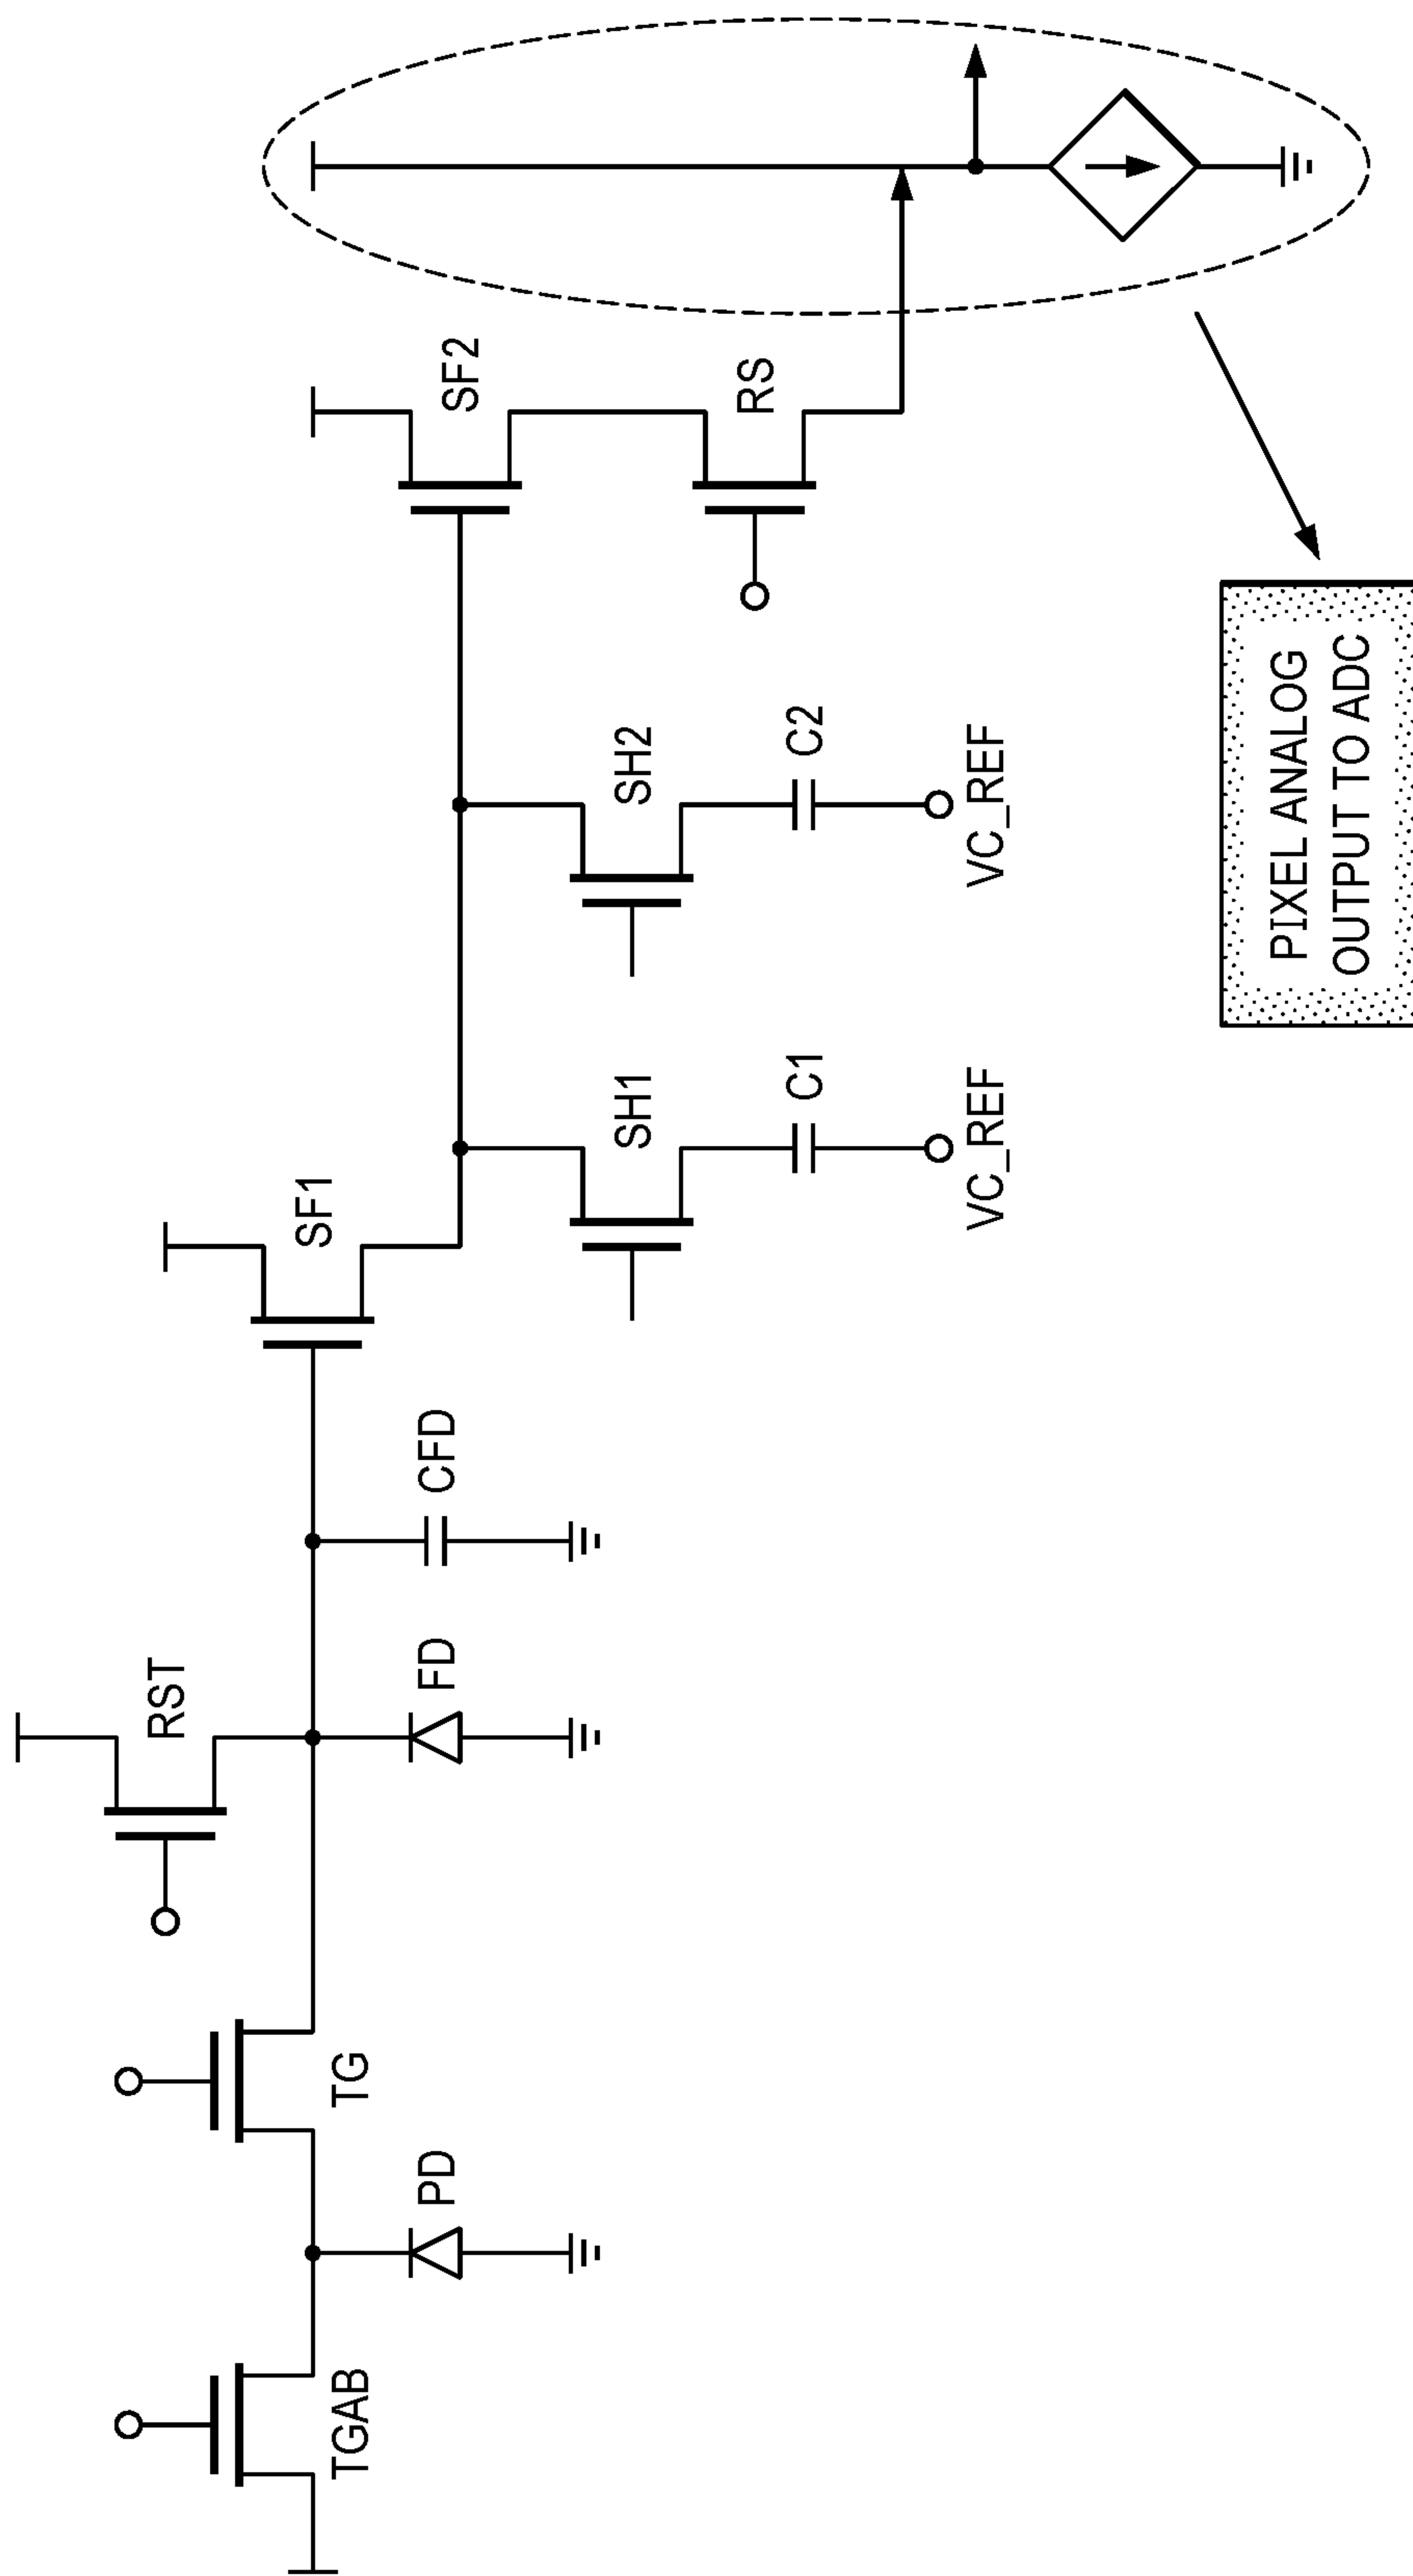 TGAB
PD
TG
RST
FD
CFD
SF1
SH1
C1
VC_REF
SH2
C2
VC_REF
SF2
RS
PIXEL ANALOG
OUTPUT TO ADC